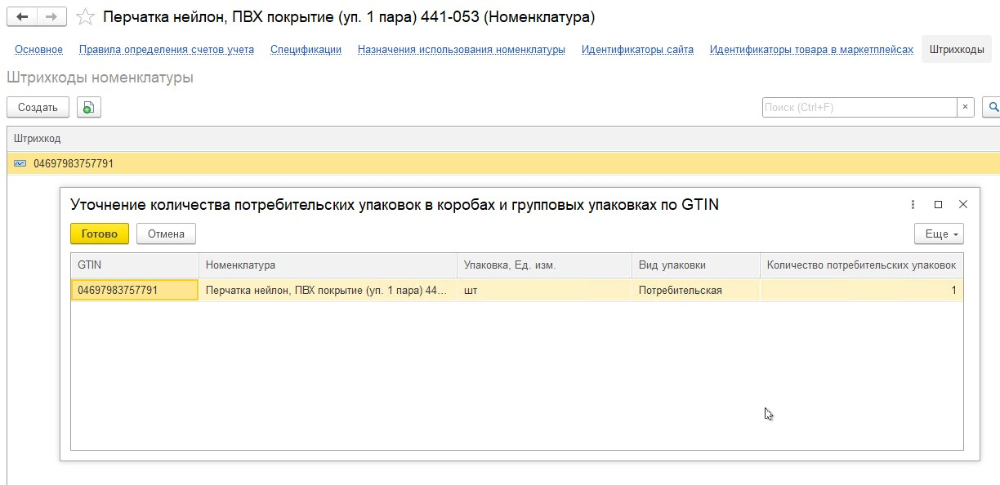 Перчатка нейлон, ПВХ покрытие (уп. 1 пара) 441-053 (Номенклатура)
Основное Правила определения счетов учета Спецификации Назначения использования номенклатуры Идентификаторы сайта Идентификаторы товара в маркетплейсах Штрихкоды
Штрихкоды номенклатуры
Создать Поиск (Ctrl+F) ×
Штрихкод
04697983757791
Уточнение количества потребительских упаковок в коробах и групповых упаковках по GTIN
Готово Отмена Еще
GTIN Номенклатура Упаковка, Ед. изм. Вид упаковки Количество потребительских упаковок
04697983757791 Перчатка нейлон, ПВХ покрытие (уп. 1 пара) 44... шт Потребительская 1